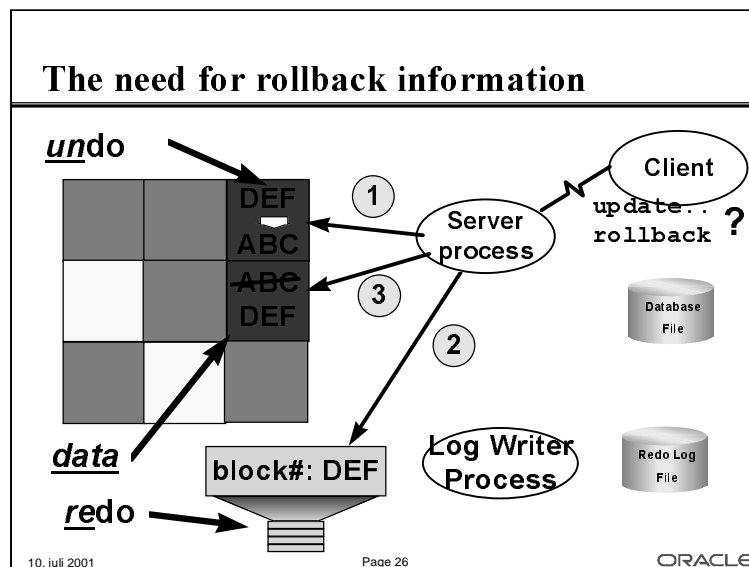 The need for rollback information
undo
DEF
ABC
1
Server
process
Client
update..
rollback
?
ABC
DEF
3
2
Database
File
data
block#: DEF
redo
Log Writer
Process
Redo Log
File
10. juli 2001
Page 26
ORACLE